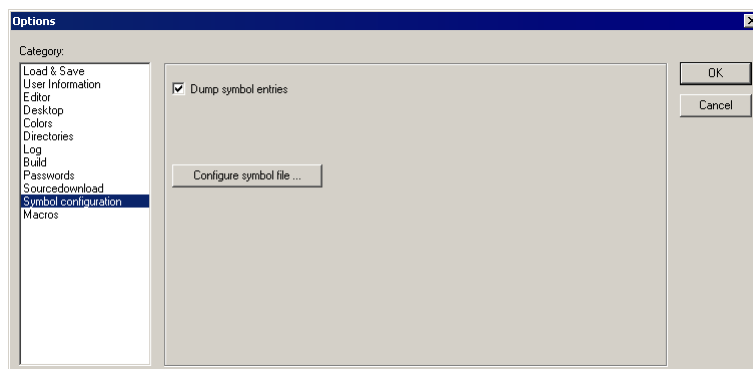 Options
Category:
Load & Save
User Information
Editor
Desktop
Colors
Directories
Log
Build
Passwords
Sourcedownload
Symbol configuration
Macros
Dump symbol entries
Configure symbol file ...
OK
Cancel